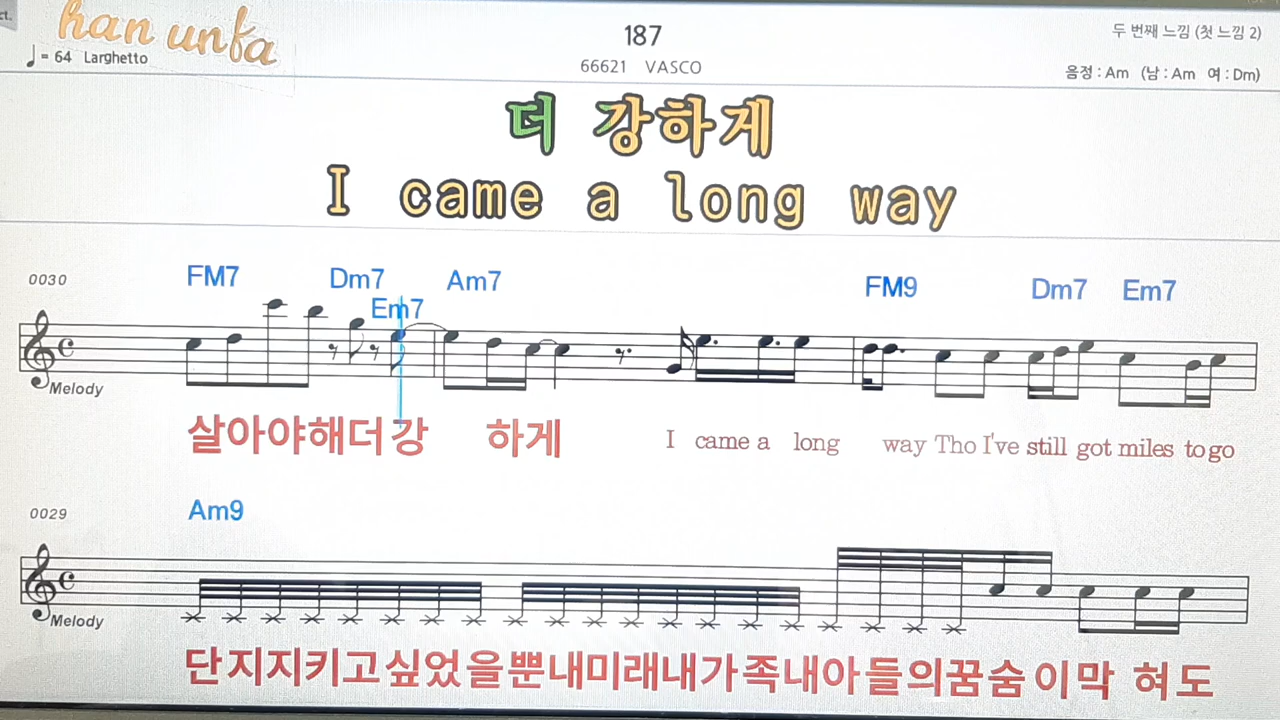 ct.
han unfa
187
두 번째 느낌 (첫 느낌 2)
♩= 64 Larghetto
66621 VASCO
음정 : Am (남 : Am 여 : Dm)
더 강하게
I came a long way
0030
FM7 Dm7 Em7 Am7 FM9 Dm7 Em7
Melody
살아야해더강 하게 I came a long way Tho I've still got miles to go
0029
Am9
Melody
단지지키고싶었을뿐내미래내가족내아들의꿈숨이막혀도